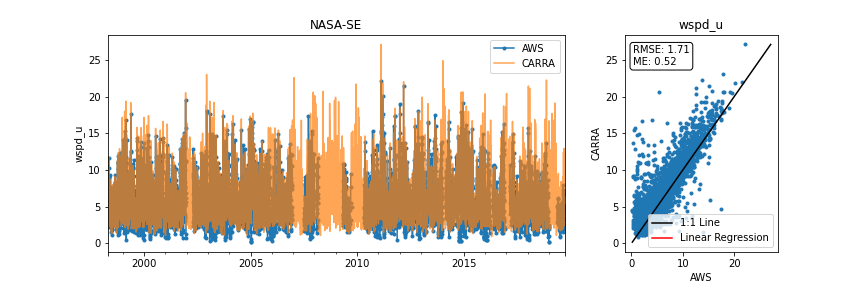 NASA-SE
wspd_u
25
20
15
10
5
0
2000
2005
2010
2015
AWS
CARRA
wspd_u
CARRA
25
20
15
10
5
0
0
10
20
AWS
RMSE: 1.71
ME: 0.52
1:1 Line
Linear Regression